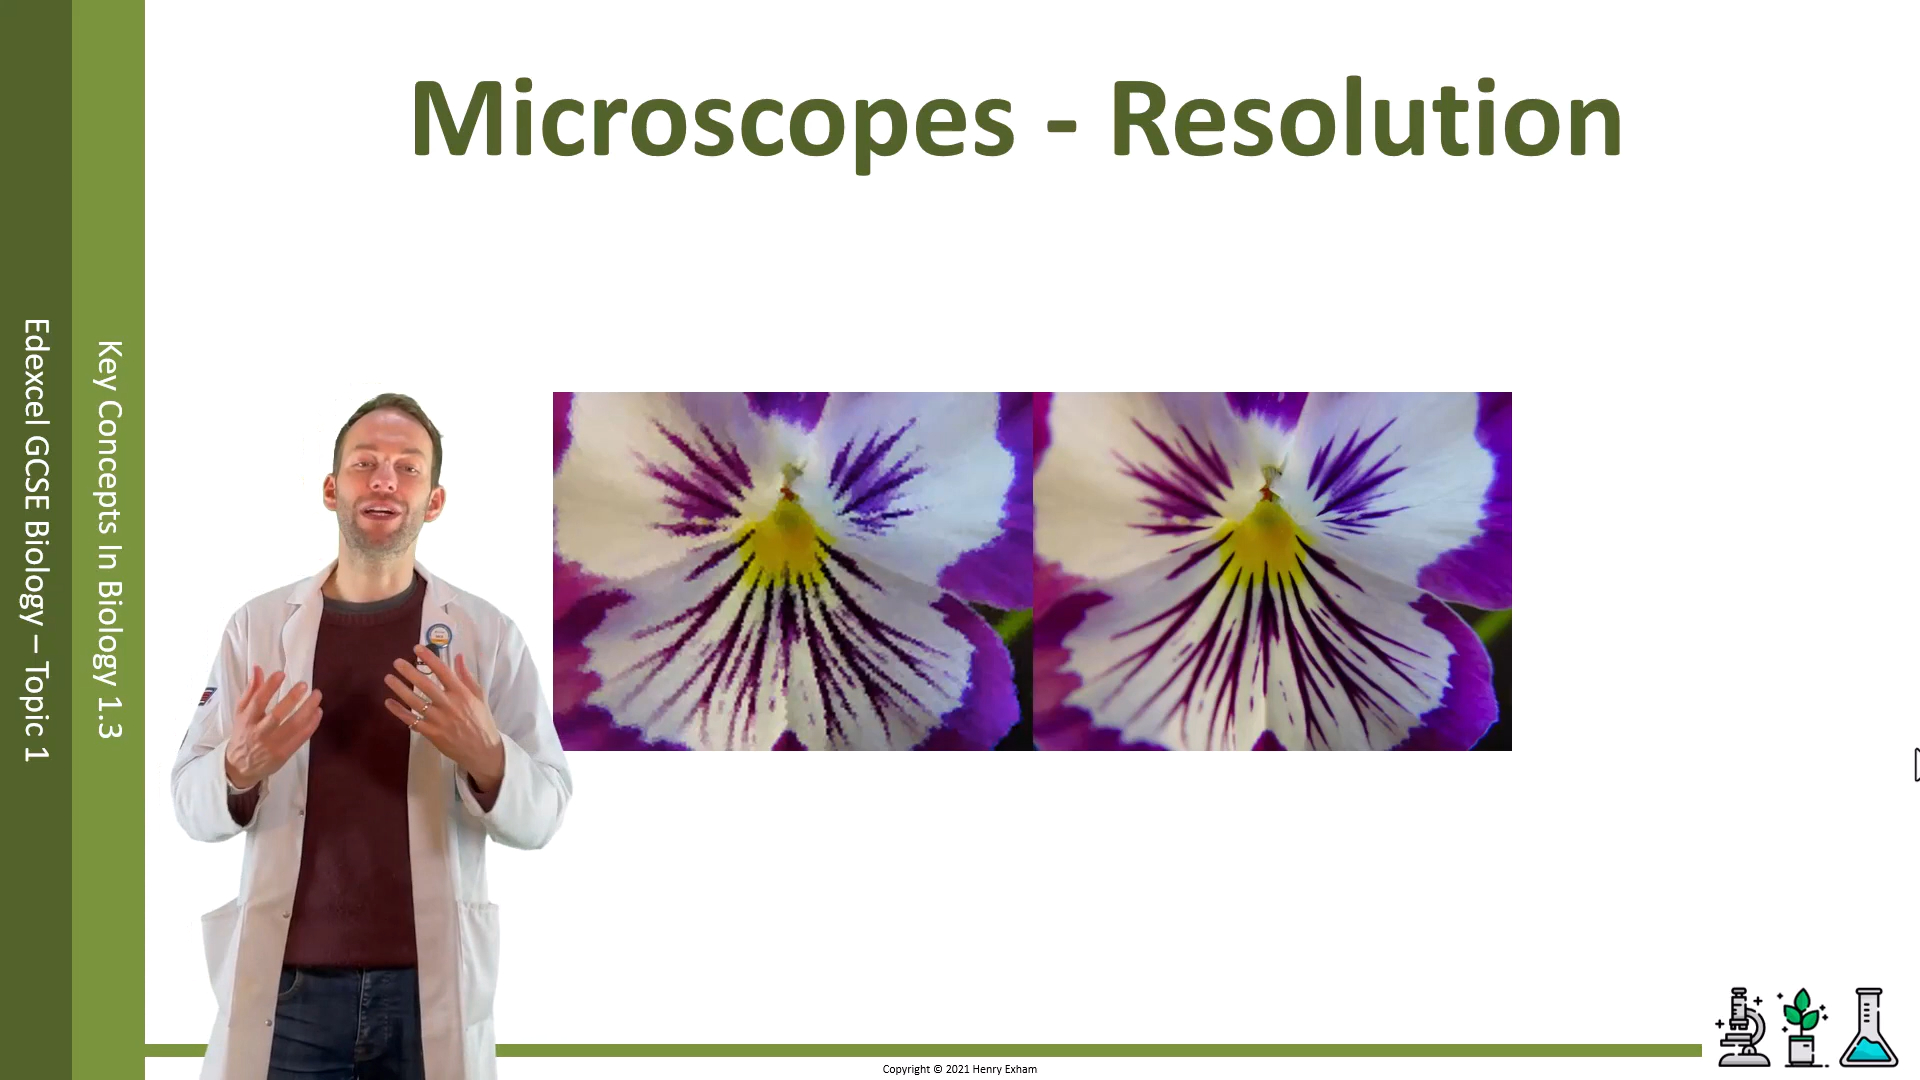 Microscopes - Resolution
Edexcel GCSE Biology – Topic 1
Key Concepts In Biology 1.3
Copyright © 2021 Henry Exham